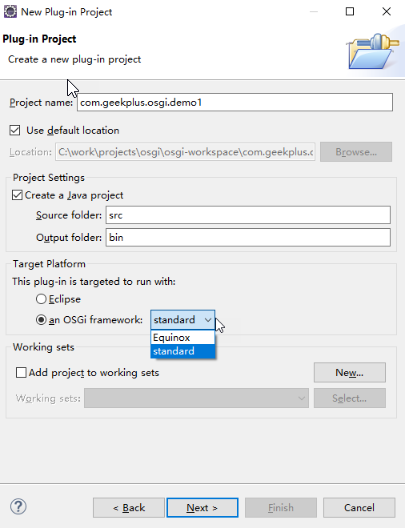 New Plug-in Project
Plug-in Project
Create a new plug-in project
Project name: com.geekplus.osgi.demo1
Use default location
Location: C:\work\projects\osgi\osgi-workspace\com.geekplus.c Browse...
Project Settings
Create a Java project
Source folder: src
Output folder: bin
Target Platform
This plug-in is targeted to run with:
Eclipse
an OSGi framework: standard
Equinox
standard
Working sets
Add project to working sets New...
Working sets: Select...
? < Back Next > Finish Cancel